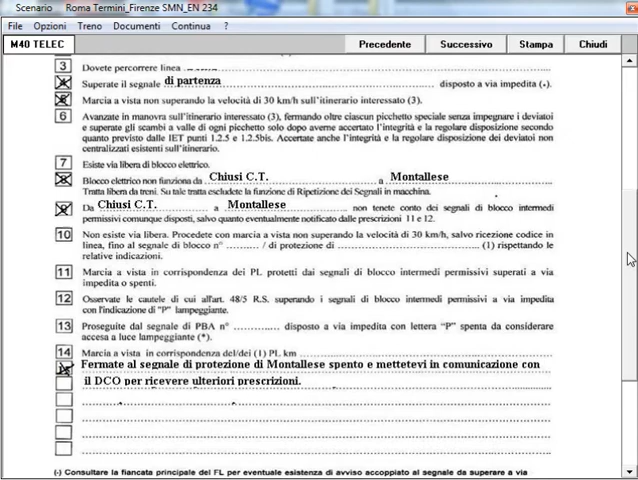 Scenario Roma Termini_Firenze SMN_EN 234
File Opzioni Treno Documenti Continua ?
M40 TELEC Precedente Successivo Stampa Chiudi
3 Dovete percorrere linea
4 Superate il segnale di partenza disposto a via impedita (.).
5 Marcia a vista non superando la velocità di 30 km/h sull'itinerario interessato (3).
6 Avanzate in manovra sull'itinerario interessato (3), fermando oltre ciascun picchetto speciale senza impegnare i deviatoi
e superate gli scambi a valle di ogni picchetto solo dopo averne accertato l'integrità e la regolare disposizione secondo
quanto previsto dalle IET punti 1.2.5 e 1.2.5bis. Accertate anche l'integrità e la regolare disposizione dei deviatoi non
centralizzati esistenti sull'itinerario.
7 Esiste via libera di blocco elettrico.
8 Blocco elettrico non funziona da Chiusi C.T. a Montallese
Tratta libera da treni. Su tale tratta escludete la funzione di Ripetizione dei Segnali in macchina.
9 Da Chiusi C.T. a Montallese non tenete conto dei segnali di blocco intermedi
permissivi comunque disposti, salvo quanto eventualmente notificato dalle prescrizioni 11 e 12.
10 Non esiste via libera. Procedete con marcia a vista non superando la velocità di 30 km/h, salvo ricezione codice in
linea, fino al segnale di blocco n° .......... / di protezione di .......... (1) rispettando le
relative indicazioni.
11 Marcia a vista in corrispondenza dei PL protetti dai segnali di blocco intermedi permissivi superati a via
impedita o spenti.
12 Osservate le cautele di cui all'art. 48/5 R.S. superando i segnali di blocco intermedi permissivi a via impedita
con l'indicazione di "P" lampeggiante.
13 Proseguite dal segnale di PBA n° .......... disposto a via impedita con lettera "P" spenta da considerare
accesa a luce lampeggiante (*).
14 Marcia a vista in corrispondenza del/dei (1) PL km
Fermate al segnale di protezione di Montallese spento e mettetevi in comunicazione con
il DCO per ricevere ulteriori prescrizioni.
(-) Consultare la fiancata principale del FL per eventuale esistenza di avviso accoppiato al segnale da superare a via